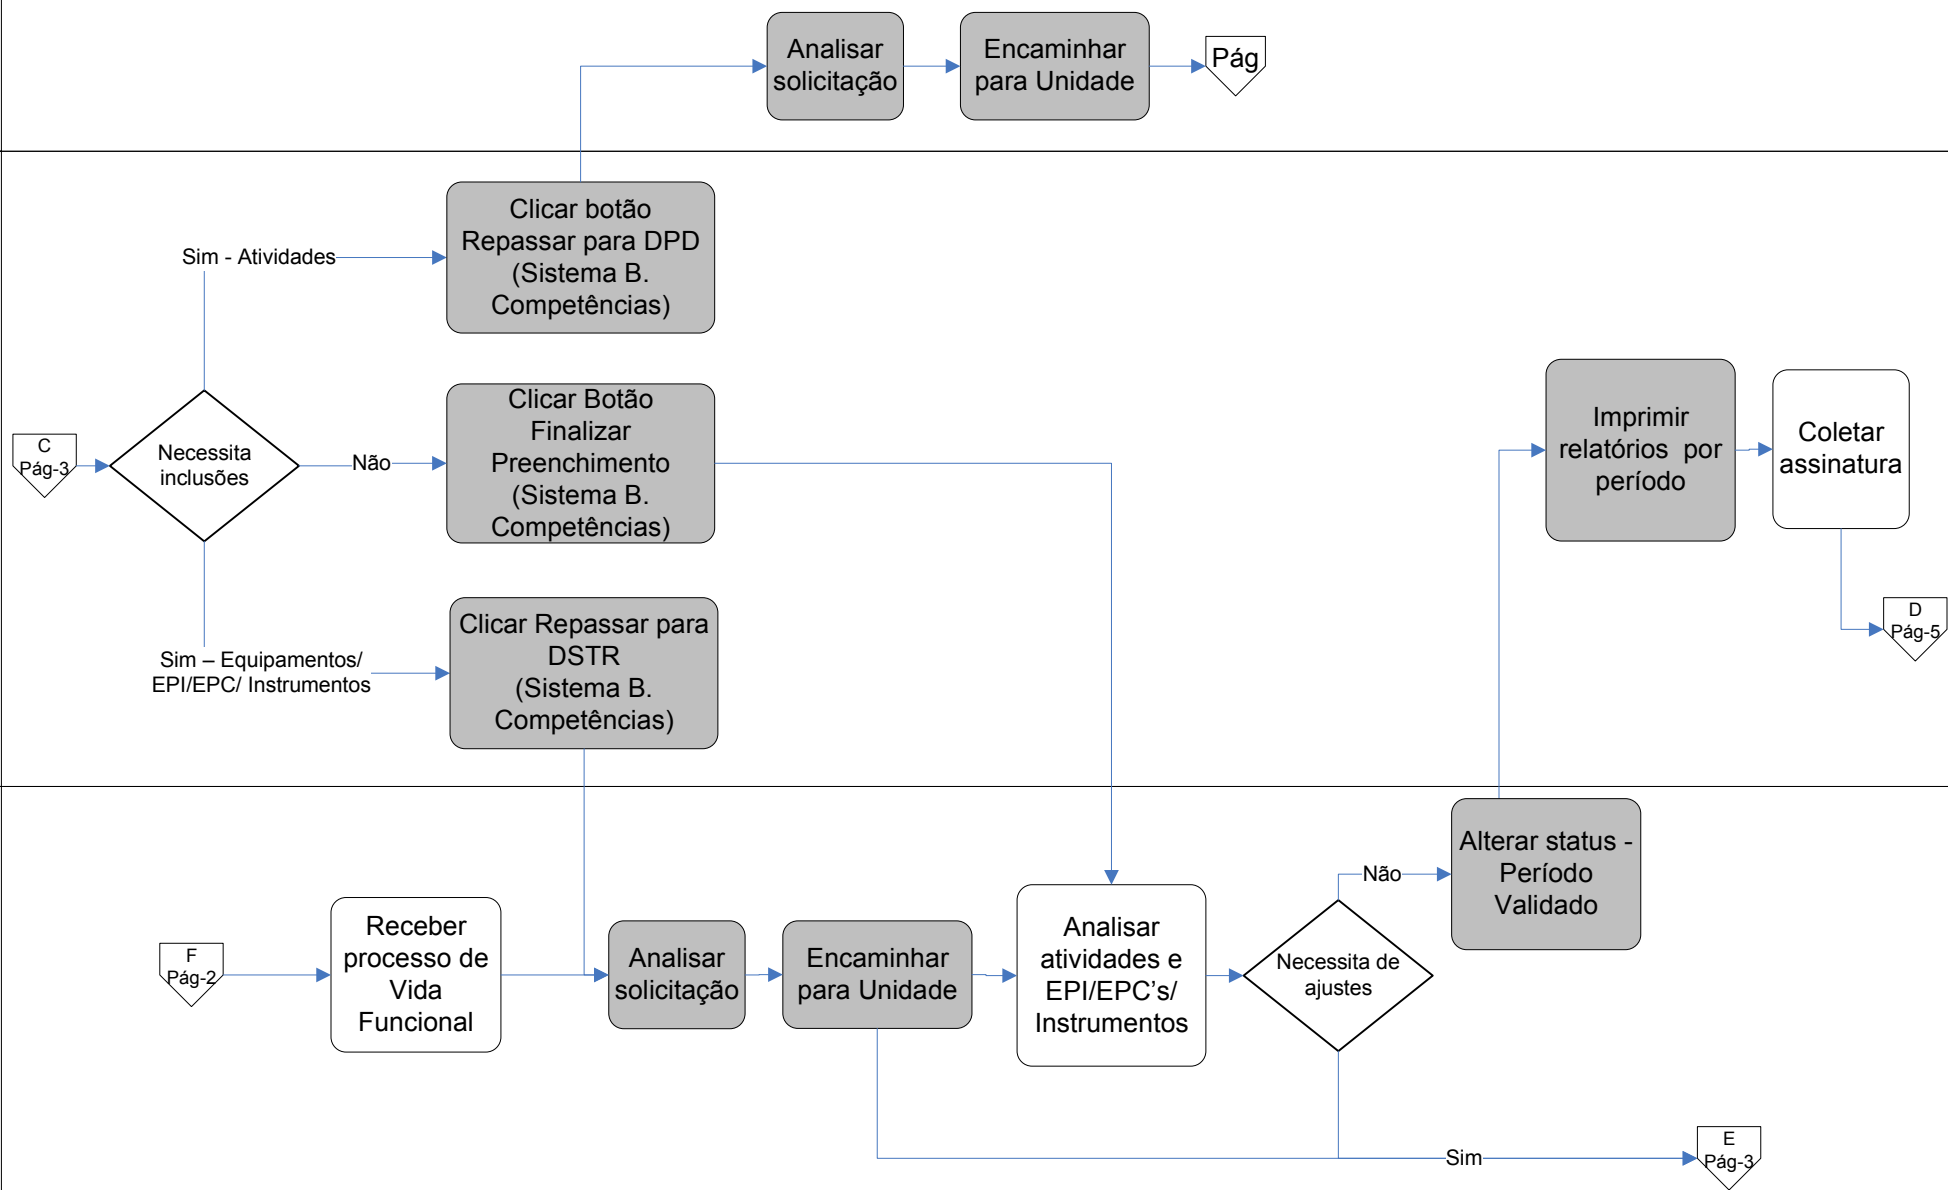 Analisar
solicitação
Encaminhar
para Unidade
Pág
Clicar botão
Repassar para DPD
(Sistema B.
Competências)
Sim - Atividades
Clicar Botão
Finalizar
Preenchimento
(Sistema B.
Competências)
C
Pág-3
Necessita
inclusões
Não
Imprimir
relatórios por
período
Coletar
assinatura
D
Pág-5
Clicar Repassar para
DSTR
(Sistema B.
Competências)
Sim – Equipamentos/
EPI/EPC/ Instrumentos
Alterar status -
Período
Validado
Não
F
Pág-2
Receber
processo de
Vida
Funcional
Analisar
solicitação
Encaminhar
para Unidade
Analisar
atividades e
EPI/EPC’s/
Instrumentos
Necessita de
ajustes
Sim
E
Pág-3